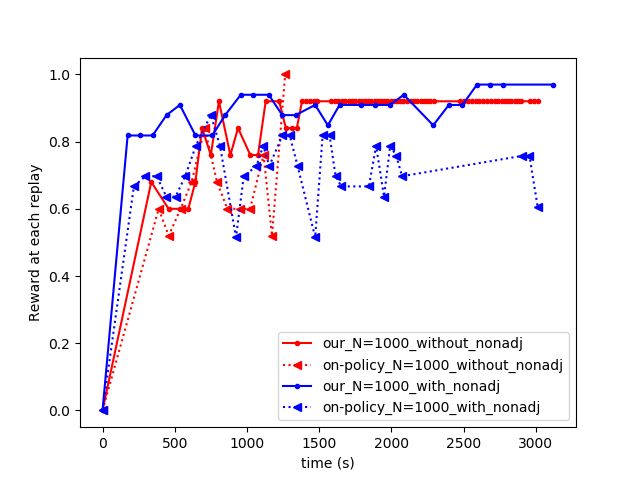 1.0
0.8
0.6
0.4
0.2
0.0
Reward at each replay
0 500 1000 1500 2000 2500 3000
time (s)
our_N=1000_without_nonadj
on-policy_N=1000_without_nonadj
our_N=1000_with_nonadj
on-policy_N=1000_with_nonadj